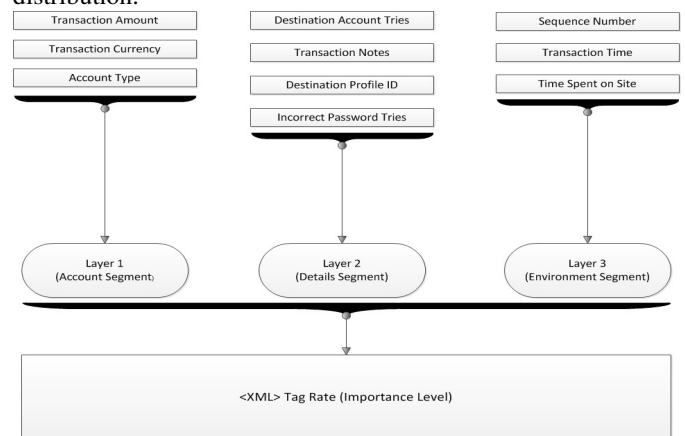 distribution.
Transaction Amount
Transaction Currency
Account Type
Destination Account Tries
Transaction Notes
Destination Profile ID
Incorrect Password Tries
Sequence Number
Transaction Time
Time Spent on Site
Layer 1
(Account Segment)
Layer 2
(Details Segment)
Layer 3
(Environment Segment)
<XML> Tag Rate (Importance Level)